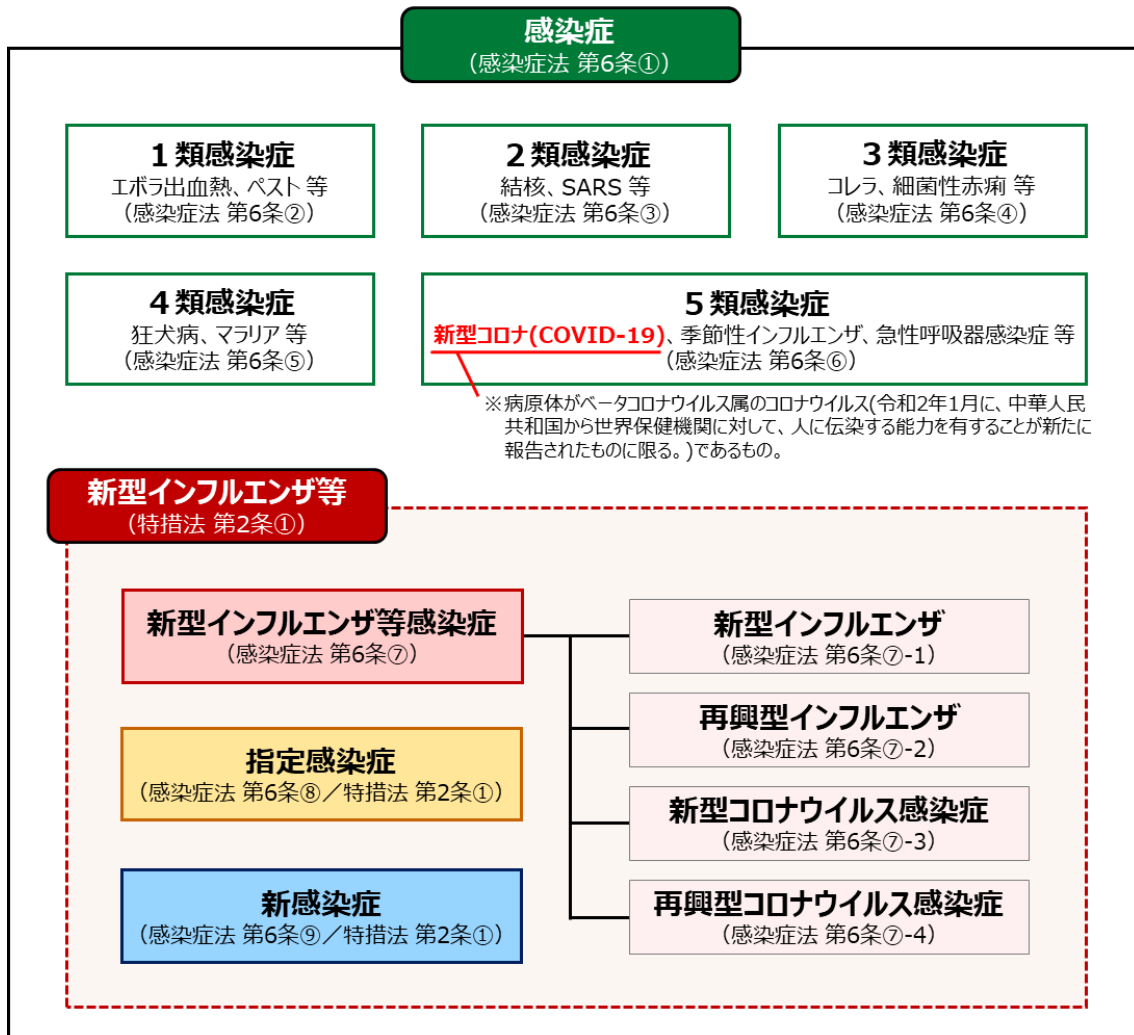 感染症
(感染症法 第6条①)
1類感染症
エボラ出血熱、ペスト 等
(感染症法 第6条②)
2類感染症
結核、SARS 等
(感染症法 第6条③)
3類感染症
コレラ、細菌性赤痢 等
(感染症法 第6条④)
4類感染症
狂犬病、マラリア 等
(感染症法 第6条⑤)
5類感染症
新型コロナ(COVID-19)、季節性インフルエンザ、急性呼吸器感染症 等
(感染症法 第6条⑥)
※病原体がベータコロナウイルス属のコロナウイルス(令和2年1月に、中華人民
共和国から世界保健機関に対して、人に伝染する能力を有することが新たに
報告されたものに限る。)であるもの。
新型インフルエンザ等
(特措法 第2条①)
新型インフルエンザ等感染症
(感染症法 第6条⑦)
指定感染症
(感染症法 第6条⑧/特措法 第2条①)
新感染症
(感染症法 第6条⑨/特措法 第2条①)
新型インフルエンザ
(感染症法 第6条⑦-1)
再興型インフルエンザ
(感染症法 第6条⑦-2)
新型コロナウイルス感染症
(感染症法 第6条⑦-3)
再興型コロナウイルス感染症
(感染症法 第6条⑦-4)